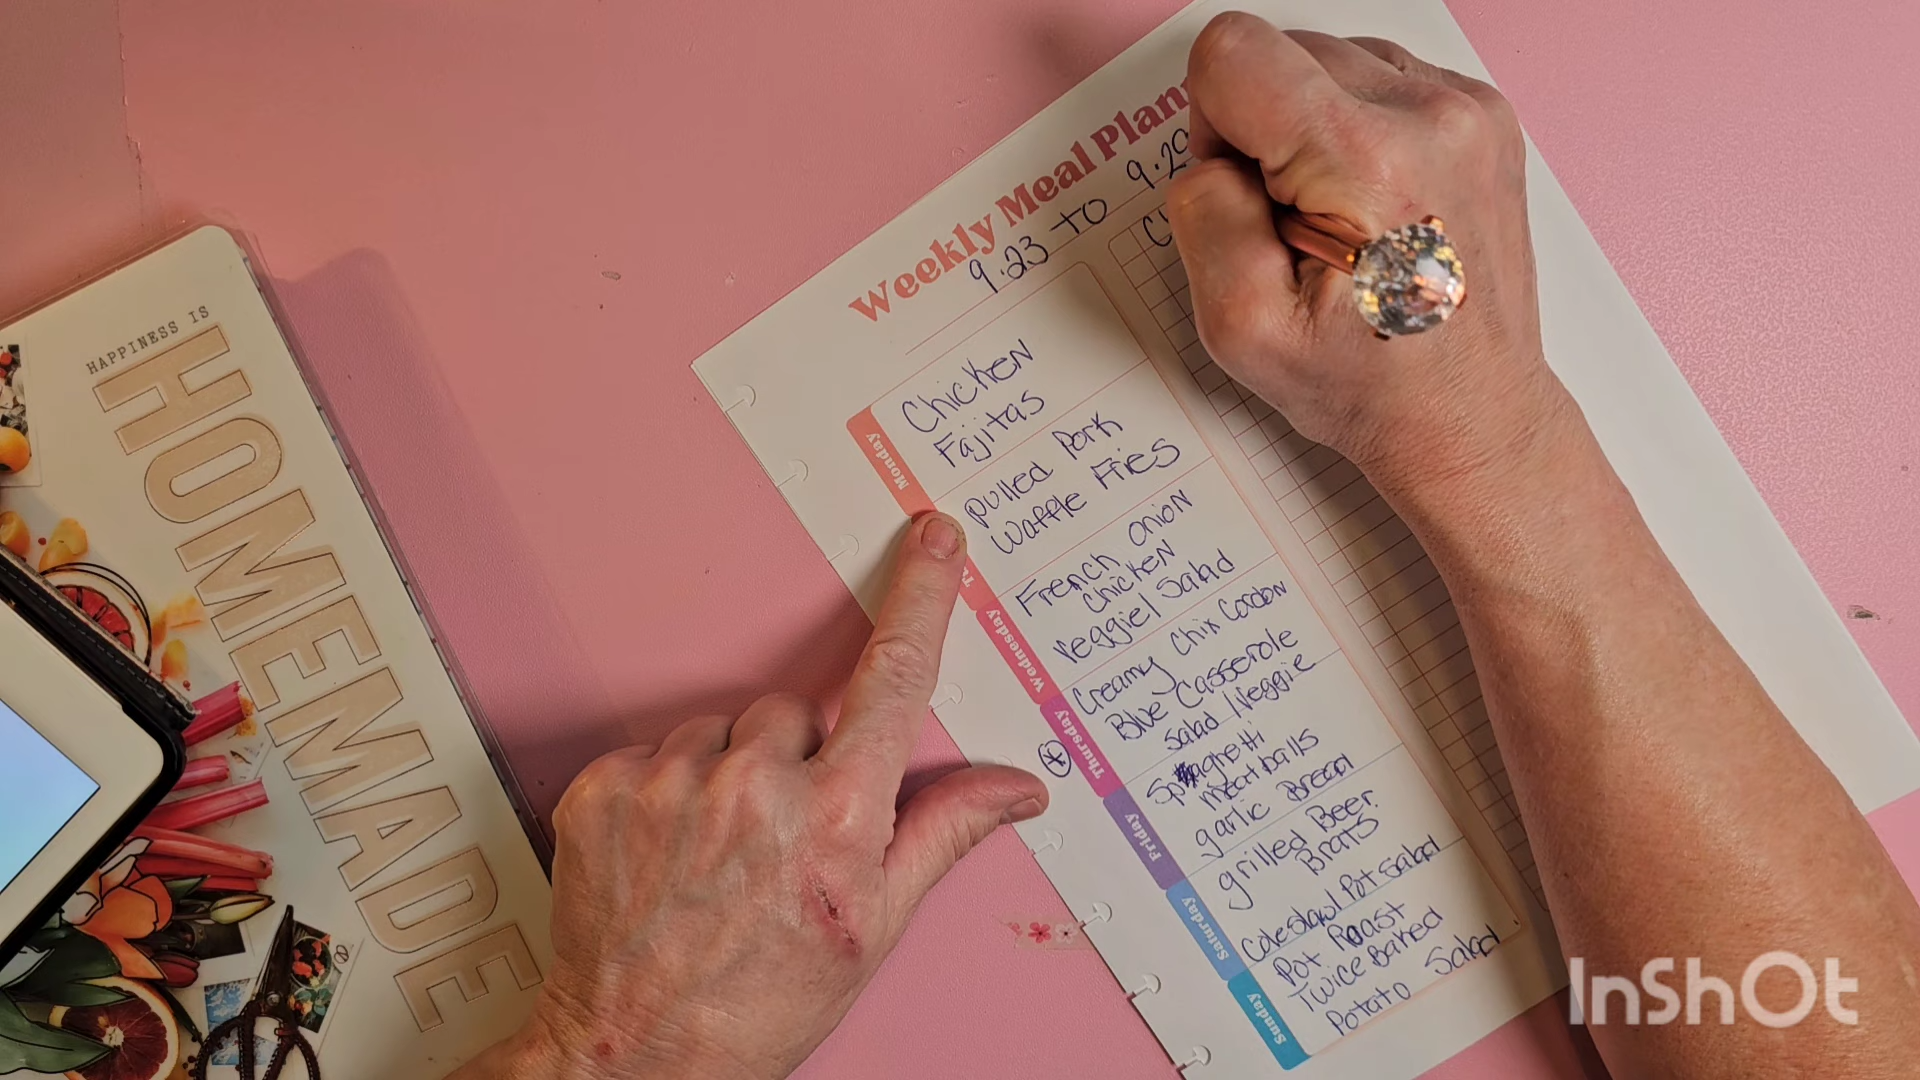 HAPPINESS IS
HOMEMADE
Weekly Meal Plann
9.23 to 9.29
Monday
Chicken
Fajitas
pulled Pork
Waffle Fries
Wednesday
French Onion
Chicken
Veggie/ Salad
Thursday
Creamy Chix Cordon
Blue Casserole
Salad /Veggie
Friday
Spaghetti
meatballs
garlic Bread
Saturday
grilled Beer
Brats
Coleslaw/ Pot Salad
Sunday
Pot Roast
Twice Baked
Potato Salad
InShOt